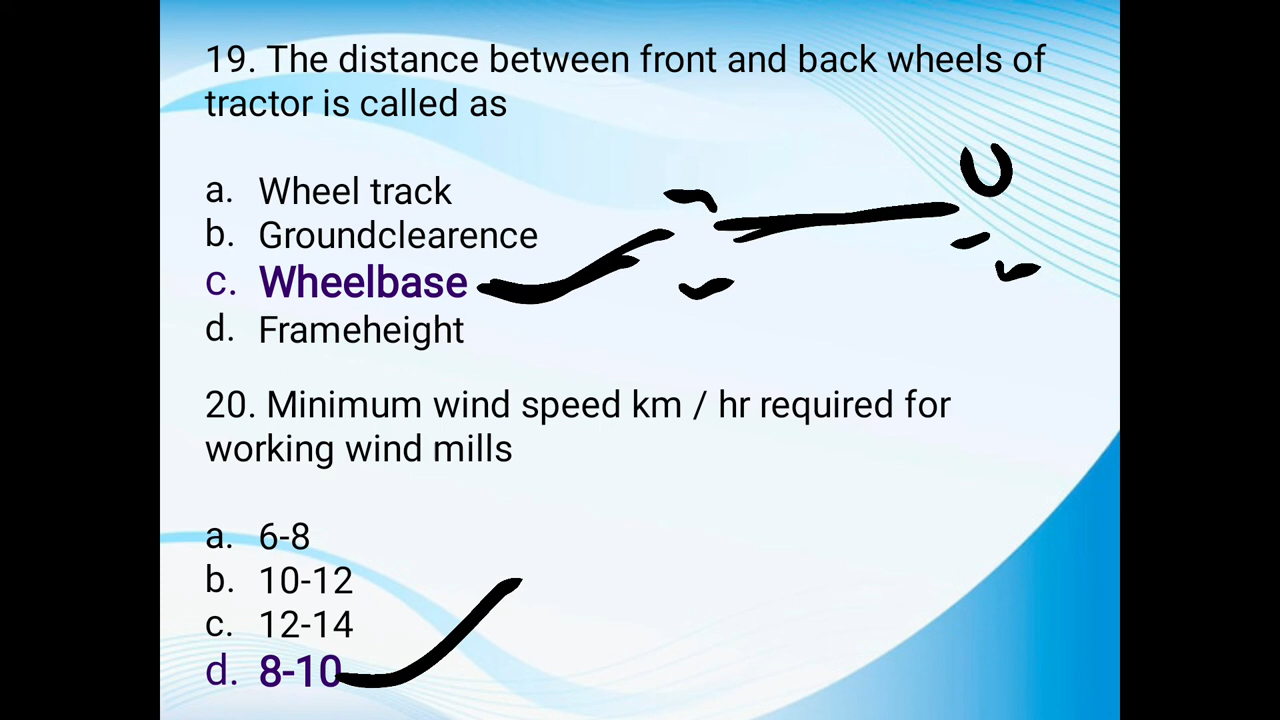 19. The distance between front and back wheels of
tractor is called as
a. Wheel track
b. Groundclearence
c. Wheelbase
d. Frameheight
20. Minimum wind speed km / hr required for
working wind mills
a. 6-8
b. 10-12
c. 12-14
d. 8-10